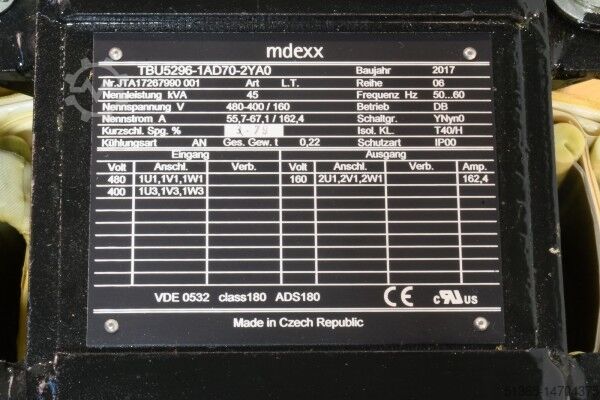 mdexx
TBU5296-1AD70-2YA0 Baujahr 2017
Nr.JTA17267990 001 Art L.T. Reihe 06
Nennleistung kVA 45 Frequenz Hz 50...60
Nennspannung V 480-400 / 160 Betrieb DB
Nennstrom A 55,7-67,1 / 162,4 Schaltgr. YNyn0
Kurzschl. Spg. % Isol. KL. T40/H
Kühlungsart AN Ges. Gew. t 0,22 Schutzart IP00
Eingang Ausgang
Volt Anschl. Verb. Volt Anschl. Verb. Amp.
480 1U1,1V1,1W1 160 2U1,2V1,2W1 162,4
400 1U3,1V3,1W3
VDE 0532 class180 ADS180 CE c RU US
Made in Czech Republic